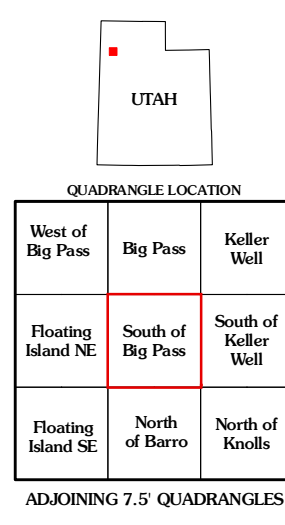 UTAH
QUADRANGLE LOCATION
West of
Big Pass
Big Pass
Keller
Well
Floating
Island NE
South of
Big Pass
South of
Keller
Well
Floating
Island SE
North
of Barro
North of
Knolls
ADJOINING 7.5' QUADRANGLES